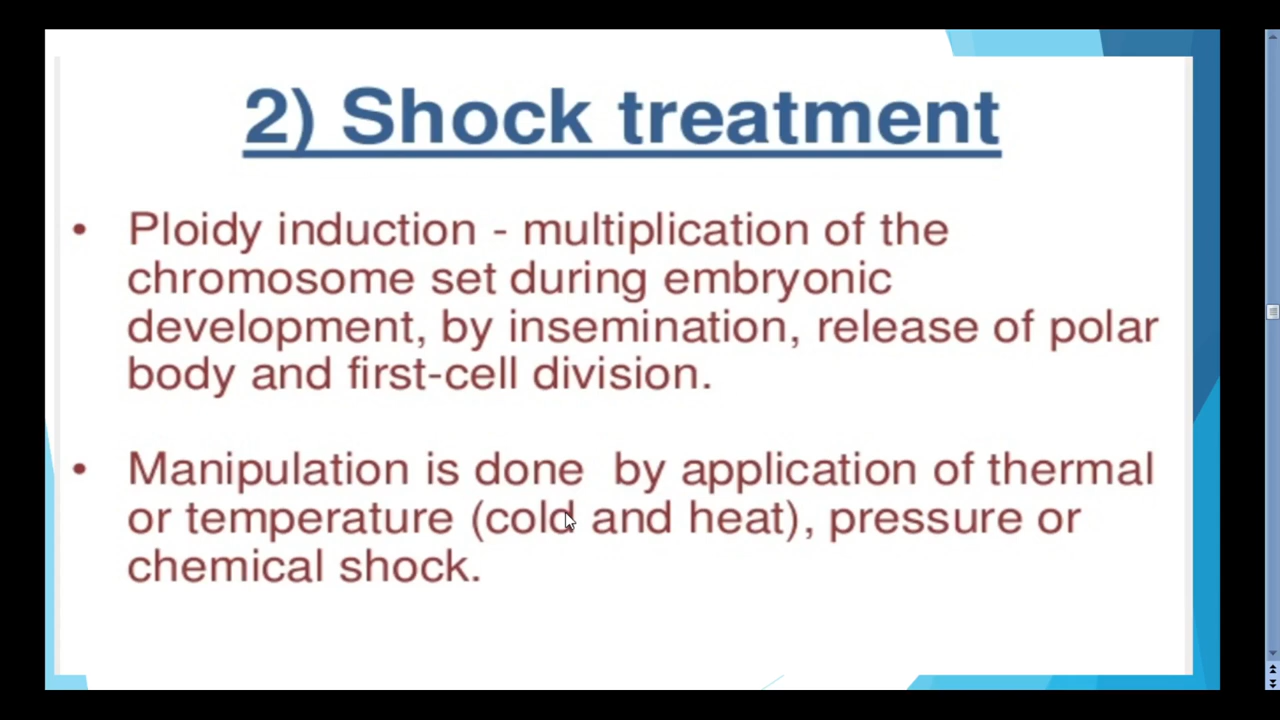 2) Shock treatment
• Ploidy induction - multiplication of the
chromosome set during embryonic
development, by insemination, release of polar
body and first-cell division.
• Manipulation is done by application of thermal
or temperature (cold and heat), pressure or
chemical shock.